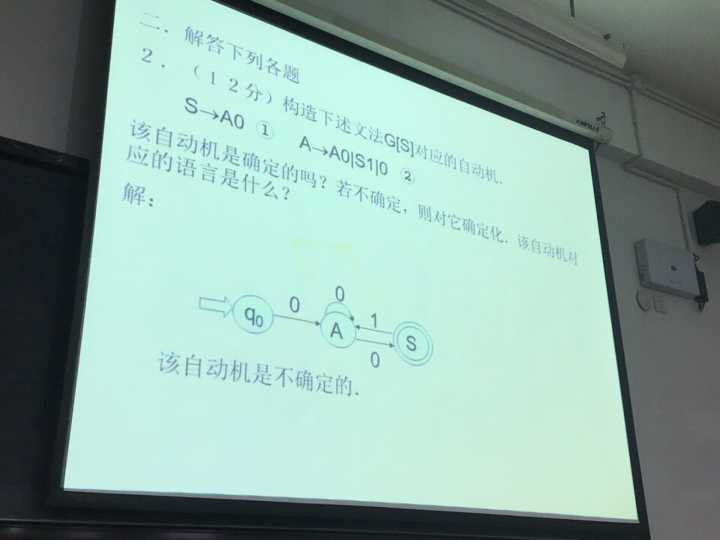 二．解答下列各题
2．（12分）构造下述文法G[S]对应的自动机．
S→A0 ① A→A0|S1|0 ②
该自动机是确定的吗？若不确定，则对它确定化．该自动机对
应的语言是什么？
解：
0
0
1
q0
A
S
0
该自动机是不确定的．